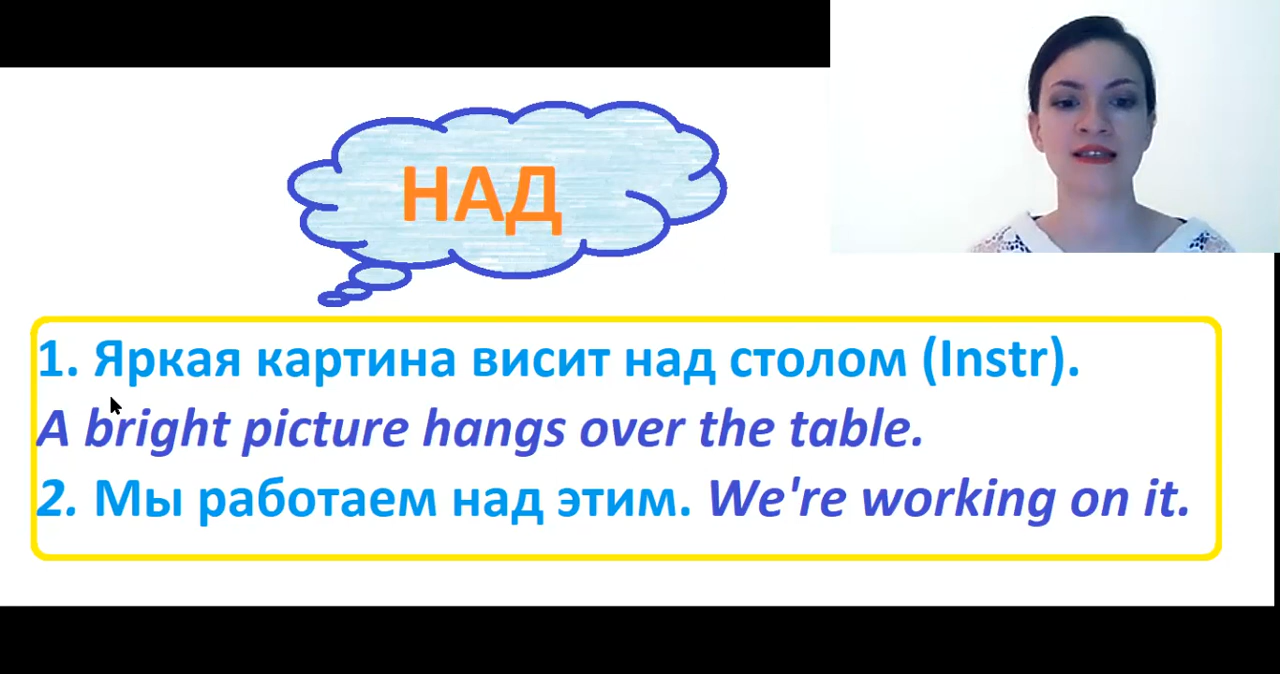 НАД
1. Яркая картина висит над столом (Instr).
A bright picture hangs over the table.
2. Мы работаем над этим. We're working on it.